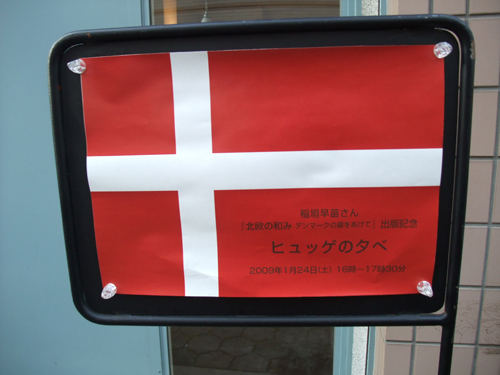 稲垣早苗さん
「北欧の和み デンマークの扉をあけて」出版記念
ヒュッゲの夕べ
2009年1月24日(土) 16時～17時30分